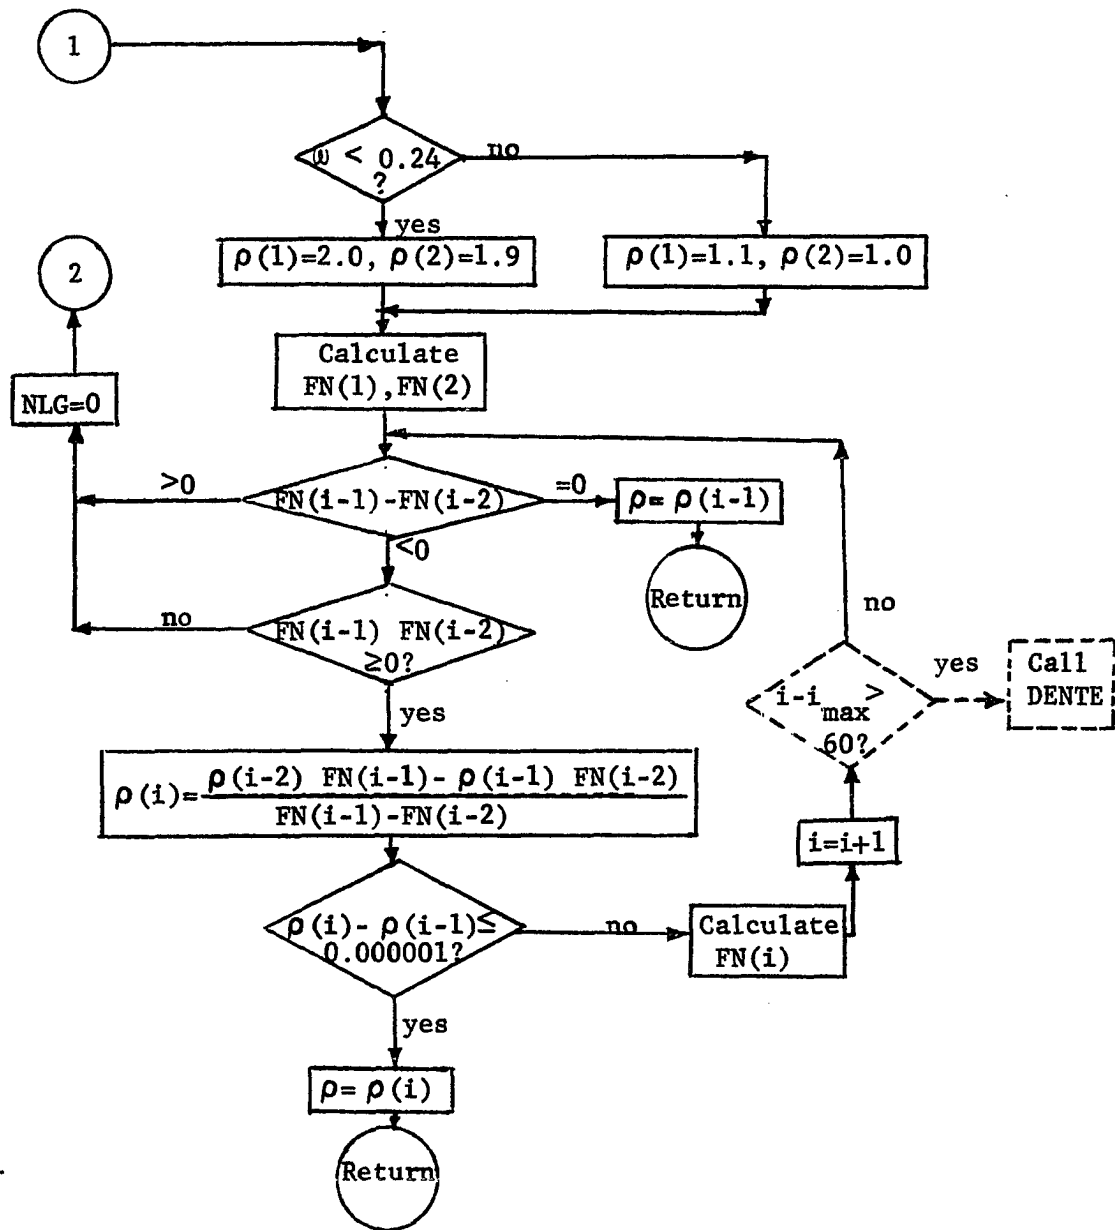 1
ω < 0.24
?
no
yes
ρ(1)=2.0, ρ(2)=1.9
ρ(1)=1.1, ρ(2)=1.0
2
Calculate
FN(1),FN(2)
NLG=0
>0
FN(i-1)-FN(i-2)
=0
ρ= ρ(i-1)
<0
Return
no
FN(i-1) FN(i-2)
≥0?
no
yes
i-i max >
60?
yes
Call
DENTE
ρ(i)= ρ(i-2) FN(i-1)- ρ(i-1) FN(i-2)
FN(i-1)-FN(i-2)
i=i+1
ρ(i)- ρ(i-1)≤
0.000001?
no
Calculate
FN(i)
yes
ρ= ρ(i)
Return